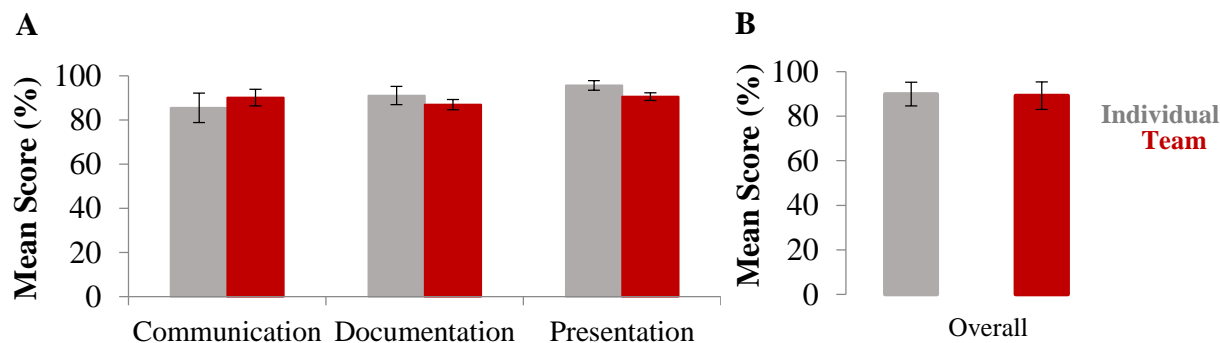 A
Mean Score (%)
100
80
60
40
20
0
Communication
Documentation
Presentation
B
Mean Score (%)
100
80
60
40
20
0
Overall
Individual
Team